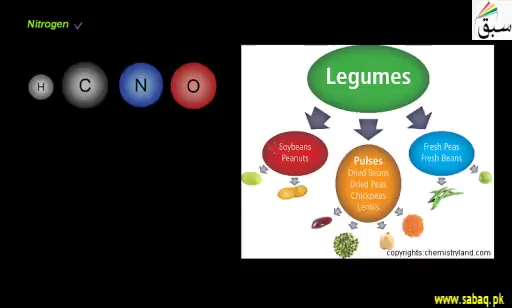 Nitrogen
سبق
H C N O
Legumes
Soybeans
Peanuts
Pulses
Dried Beans
Dried Peas
Chickpeas
Lentils
Fresh Peas
Fresh Beans
copyrights:chemistryland.com
www.sabaq.pk